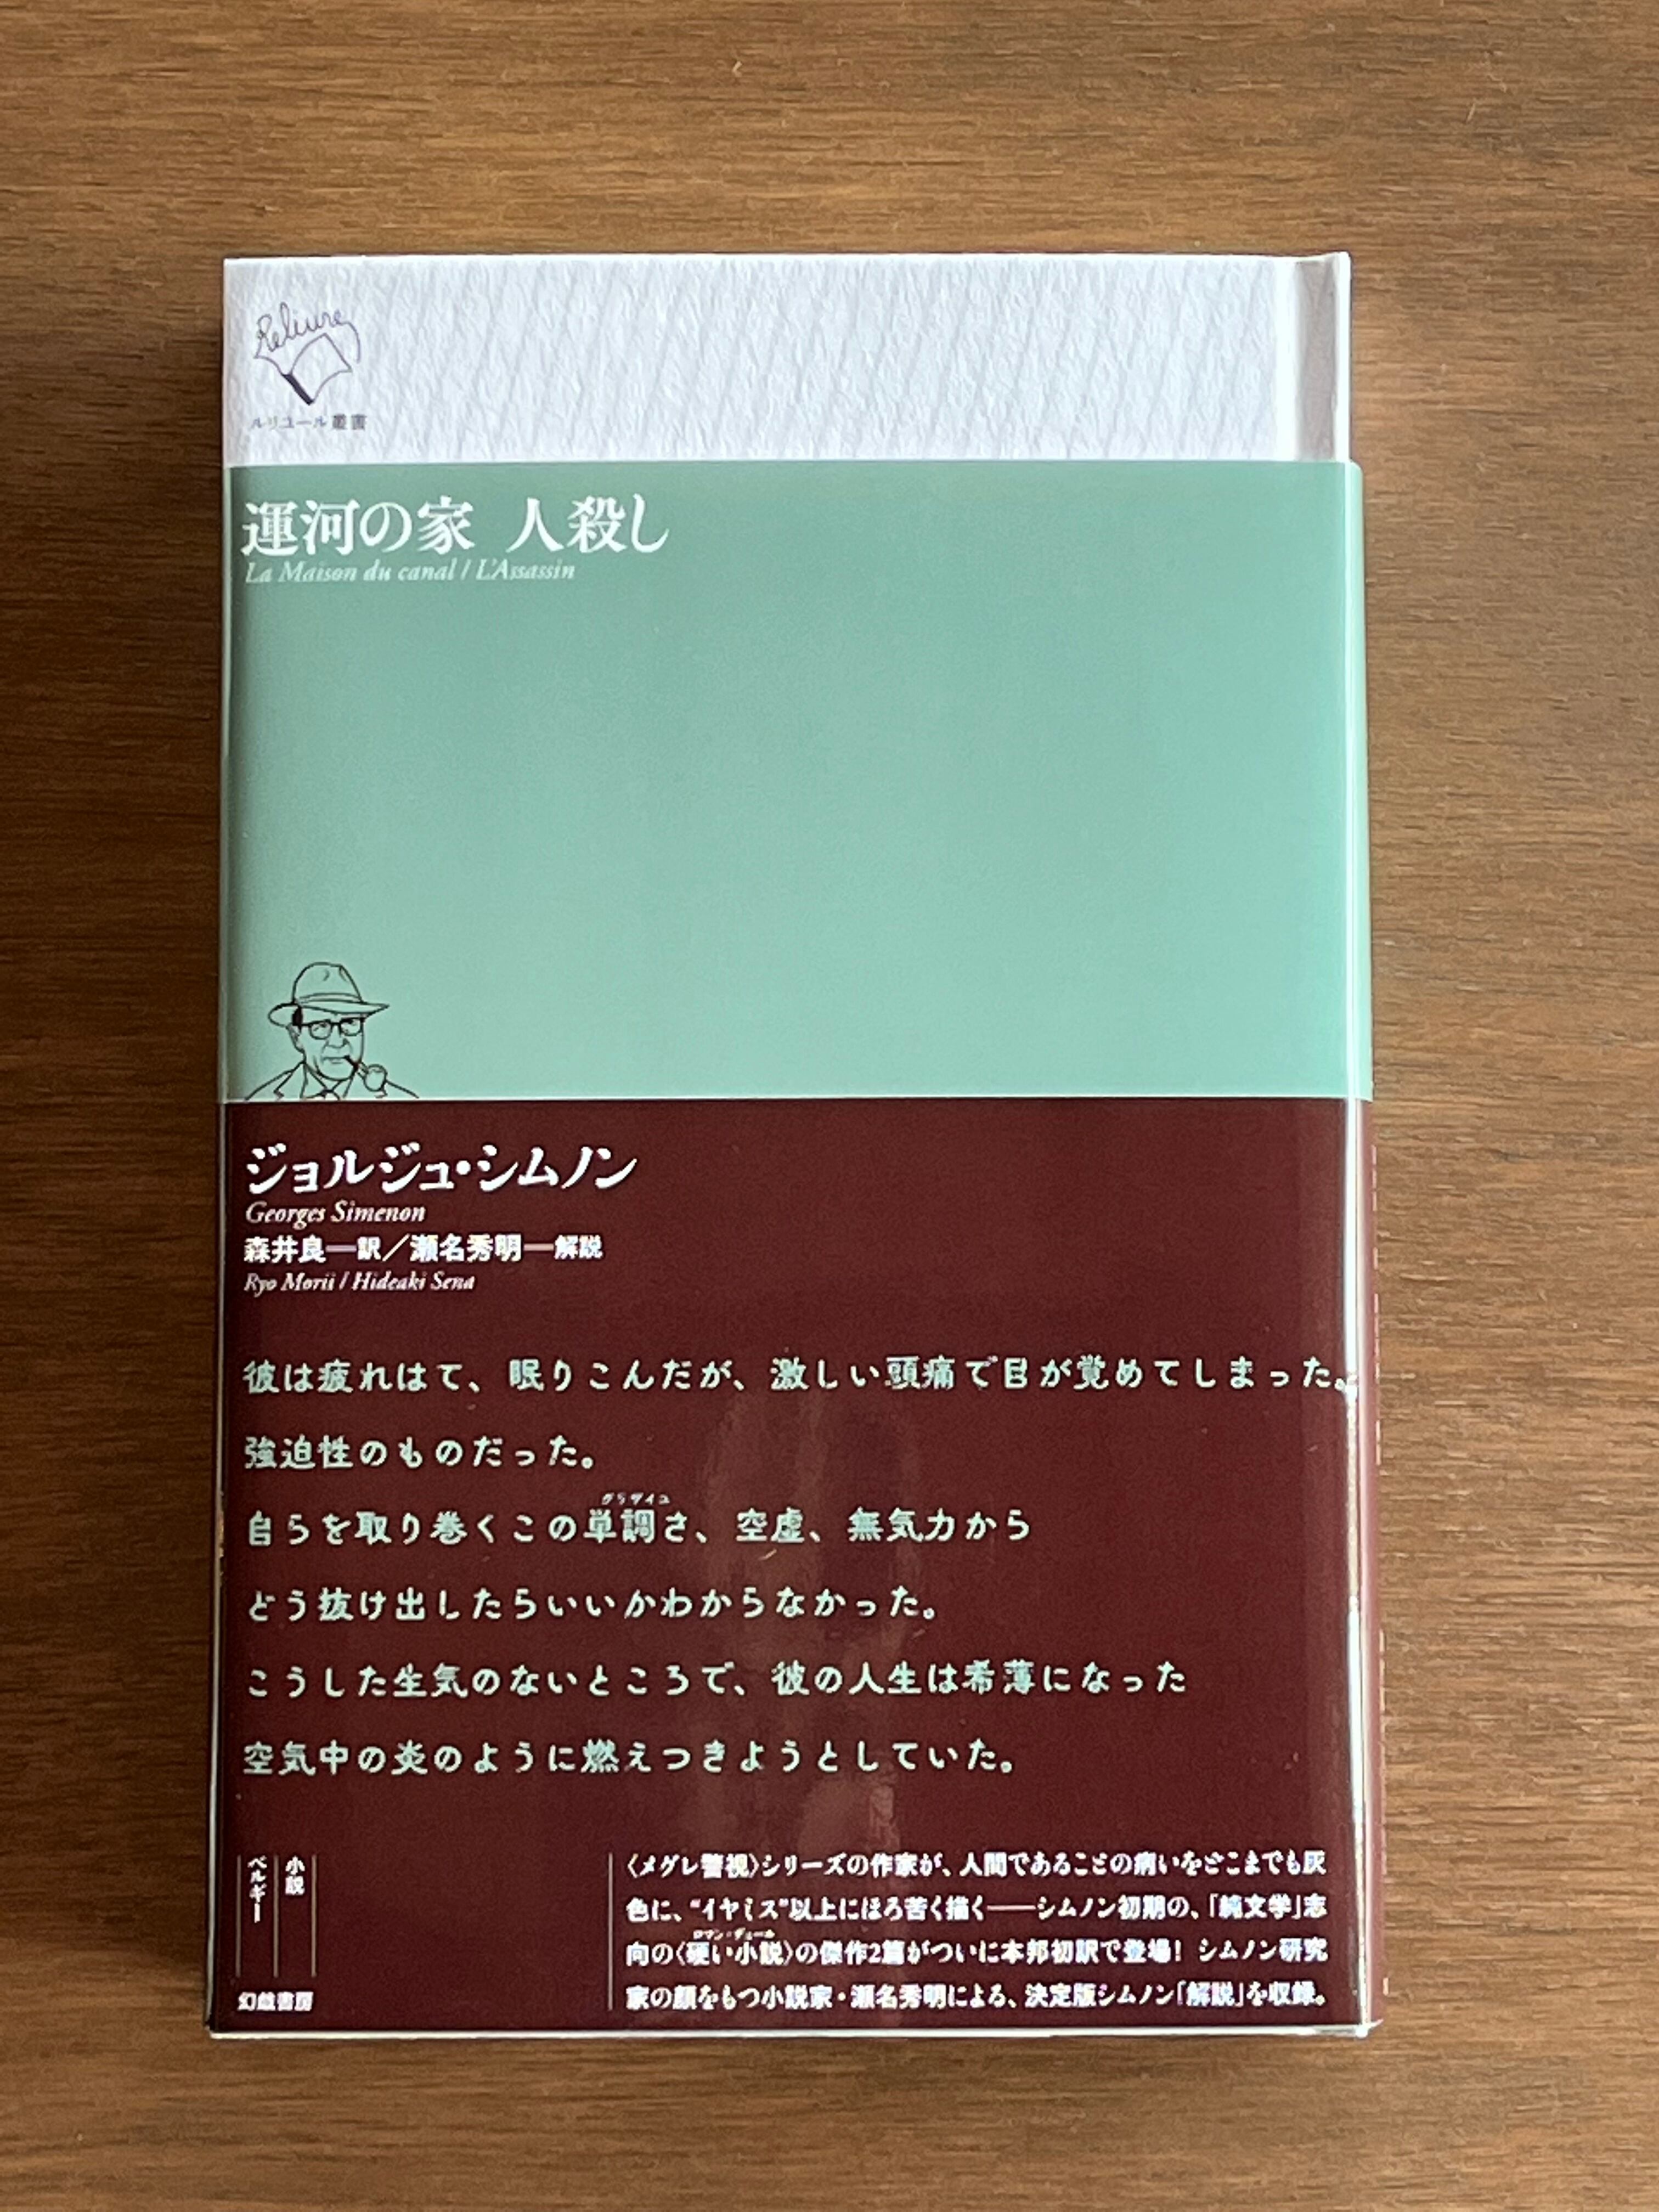 Reliure
ルリユール叢書
運河の家 人殺し
La Maison du canal / L'Assassin
ジョルジュ・シムノン
Georges Simenon
森井良―訳／瀬名秀明―解説
Ryo Morii / Hideaki Sena
彼は疲れはて、眠りこんだが、激しい頭痛で目が覚めてしまった。
強迫性のものだった。
グリザイユ
自らを取り巻くこの単調さ、空虚、無気力から
どう抜け出したらいいかわからなかった。
こうした生気のないところで、彼の人生は希薄になった
空気中の炎のように燃えつきようとしていた。
小説
ベルギー
幻戯書房
〈メグレ警視〉シリーズの作家が、人間であることの病いをどこまでも灰
色に、“イヤミス”以上にほろ苦く描く――シムノン初期の、「純文学」志
ロマン・デュール
向の〈硬い小説〉の傑作2篇がついに本邦初訳で登場！ シムノン研究
家の顔をもつ小説家・瀬名秀明による、決定版シムノン「解説」を収録。